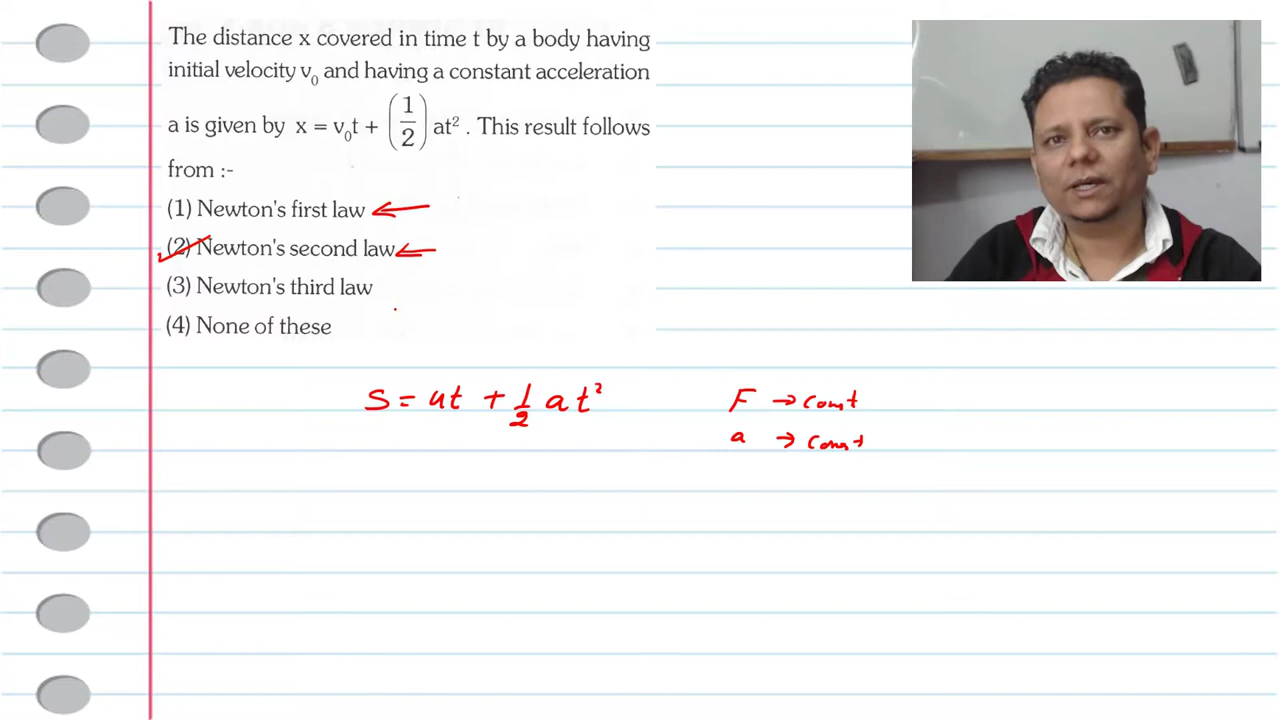 The distance x covered in time t by a body having
initial velocity v₀ and having a constant acceleration
a is given by x = v₀t + (1/2) at² . This result follows
from :-
(1) Newton's first law
(2) Newton's second law
(3) Newton's third law
(4) None of these
S = ut + 1/2 at²
F → const
a → const